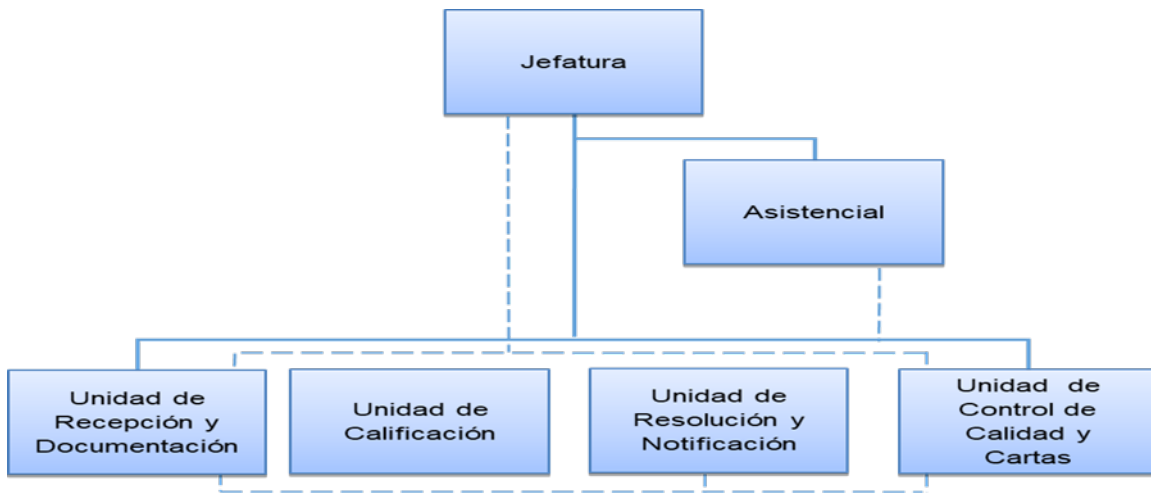 Jefatura
Asistencial
Unidad de
Recepción y
Documentación
Unidad de
Calificación
Unidad de
Resolución y
Notificación
Unidad de
Control de
Calidad y
Cartas